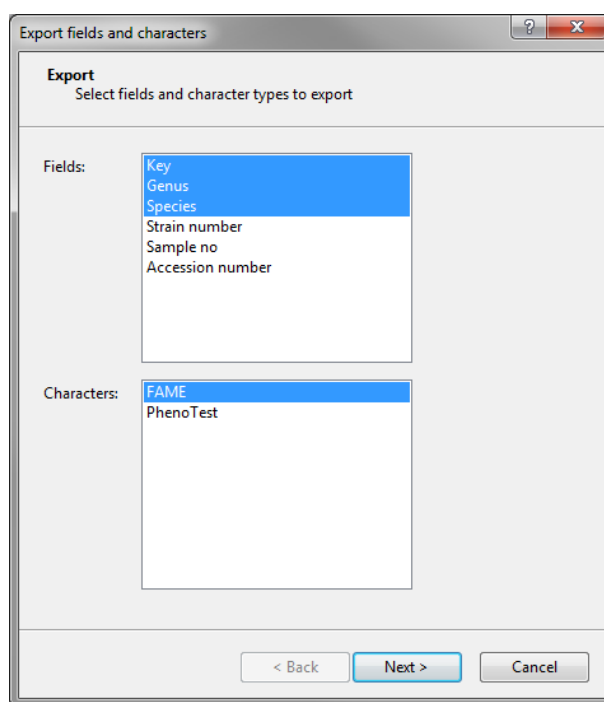 Export fields and characters
Export
Select fields and character types to export
Fields:
Key
Genus
Species
Strain number
Sample no
Accession number
Characters:
FAME
PhenoTest
< Back
Next >
Cancel